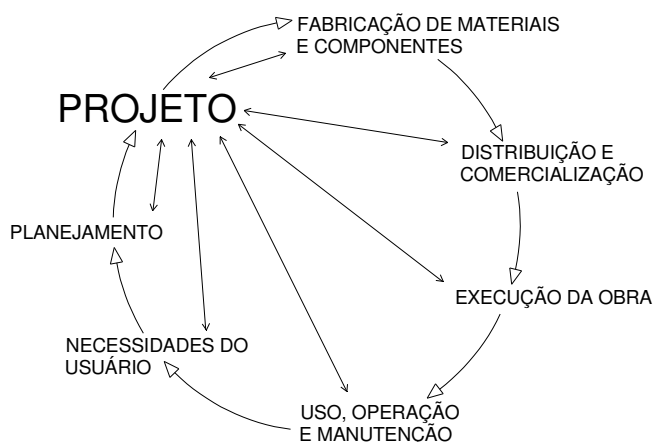 FABRICAÇÃO DE MATERIAIS
E COMPONENTES
PROJETO
DISTRIBUIÇÃO E
COMERCIALIZAÇÃO
PLANEJAMENTO
EXECUÇÃO DA OBRA
NECESSIDADES DO
USUÁRIO
USO, OPERAÇÃO
E MANUTENÇÃO